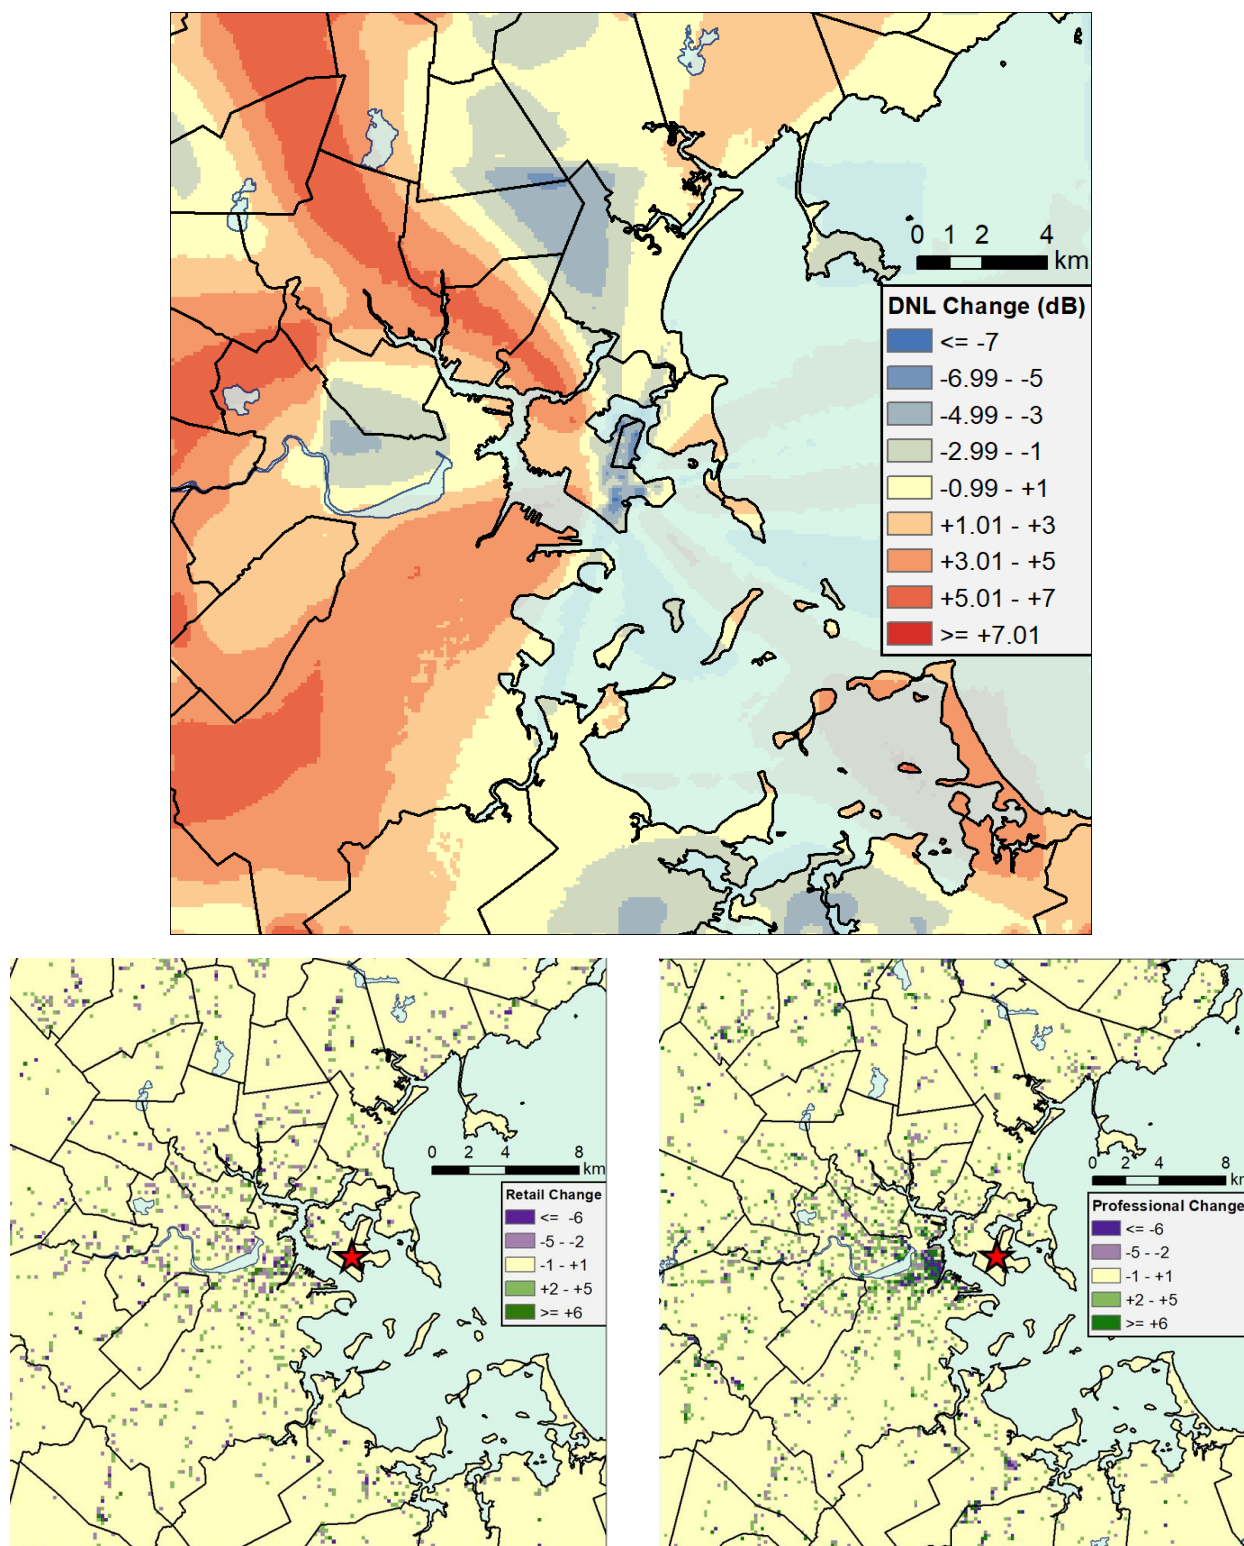 0 1 2 4
km
DNL Change (dB)
<= -7
-6.99 - -5
-4.99 - -3
-2.99 - -1
-0.99 - +1
+1.01 - +3
+3.01 - +5
+5.01 - +7
>= +7.01
0 2 4 8
km
Retail Change
<= -6
-5 - -2
-1 - +1
+2 - +5
>= +6
0 2 4 8
km
Professional Change
<= -6
-5 - -2
-1 - +1
+2 - +5
>= +6